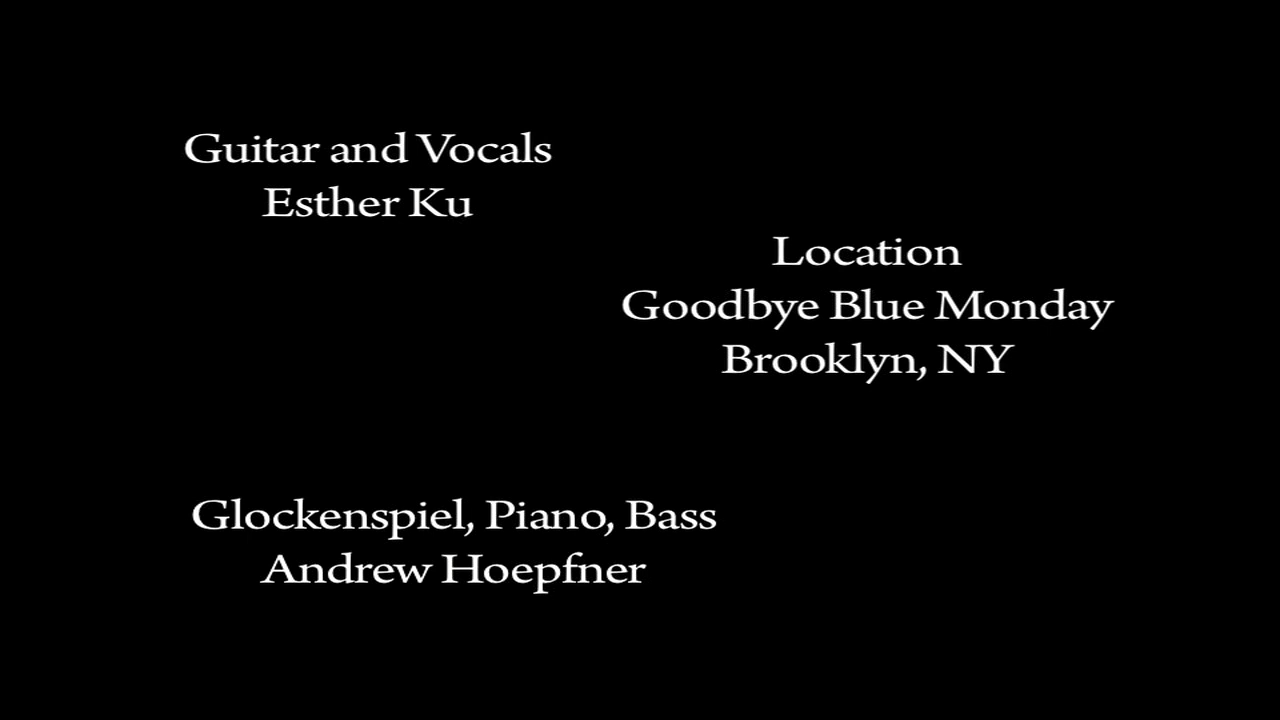 Guitar and Vocals
Esther Ku
Location
Goodbye Blue Monday
Brooklyn, NY
Glockenspiel, Piano, Bass
Andrew Hoepfner